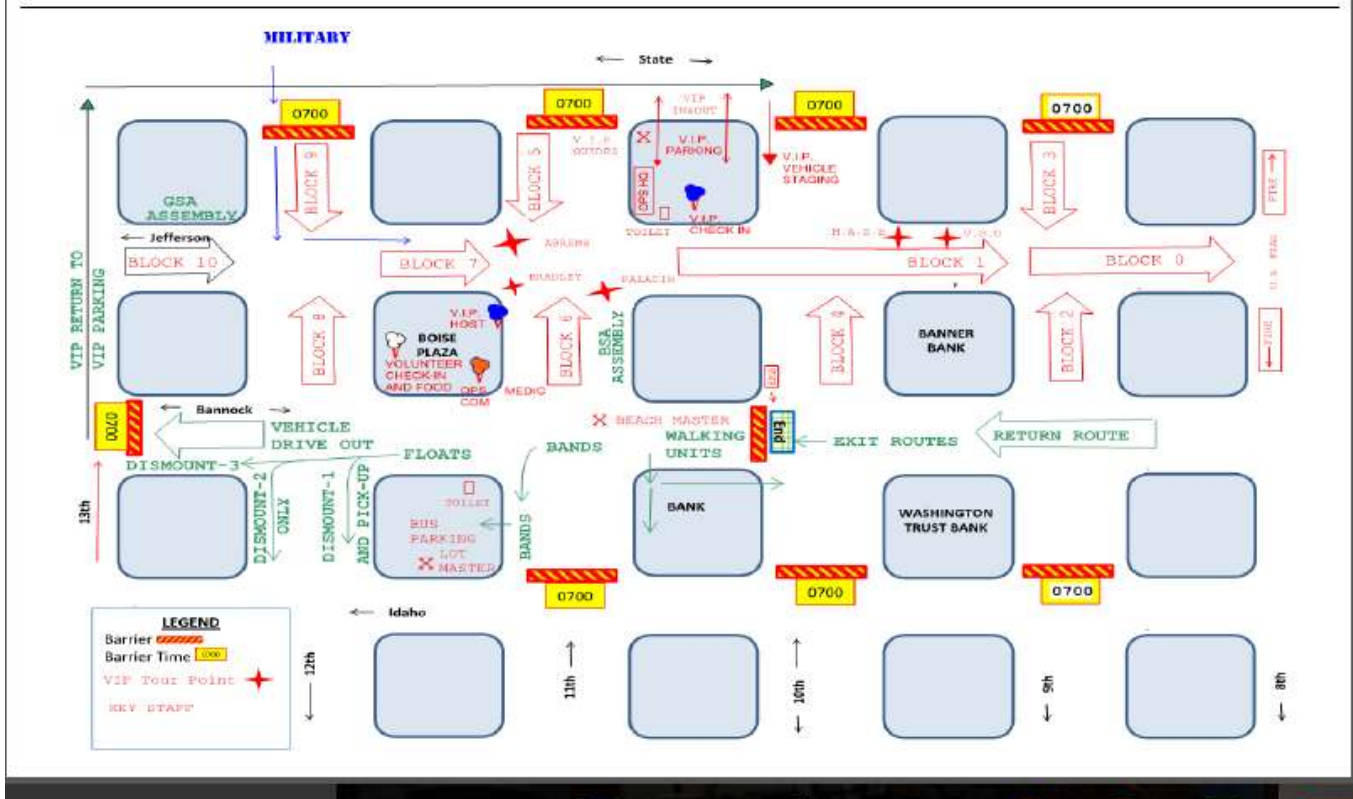 MILITARY
← State →
0700
0700
0700
0700
VIP
IN&OUT
V.I.P.
PARKING
V.I.P.
VEHICLE
STAGING
OPS HQ
TOILET
V.I.P.
CHECK IN
BLOCK 9
BLOCK 5
BLOCK 3
FIRE
GSA
ASSEMBLY
← Jefferson
BLOCK 10
BLOCK 7
ABRAMS
BLOCK 1
BLOCK 0
BRADLEY
PALADIN
VIP RETURN TO
VIP PARKING
BLOCK 8
V.I.P.
HOST
BOISE
PLAZA
VOLUNTEER
CHECK-IN
AND FOOD
OPS
COM
MEDIC
BLOCK 6
BSA
ASSEMBLY
BLOCK 4
BANNER
BANK
BLOCK 2
FIRE
0700
← Bannock →
VEHICLE
DRIVE OUT
BEACH MASTER
End
EXIT ROUTES
RETURN ROUTE
DISMOUNT-3
FLOATS
BANDS
WALKING
UNITS
13th
DISMOUNT-2
ONLY
DISMOUNT-1
AND PICK-UP
TOILET
BUS
PARKING
LOT
MASTER
BANDS
BANK
WASHINGTON
TRUST BANK
0700
0700
0700
← Idaho
LEGEND
Barrier
Barrier Time 0700
VIP Tour Point
KEY STAFF
12th
11th
10th
9th
8th